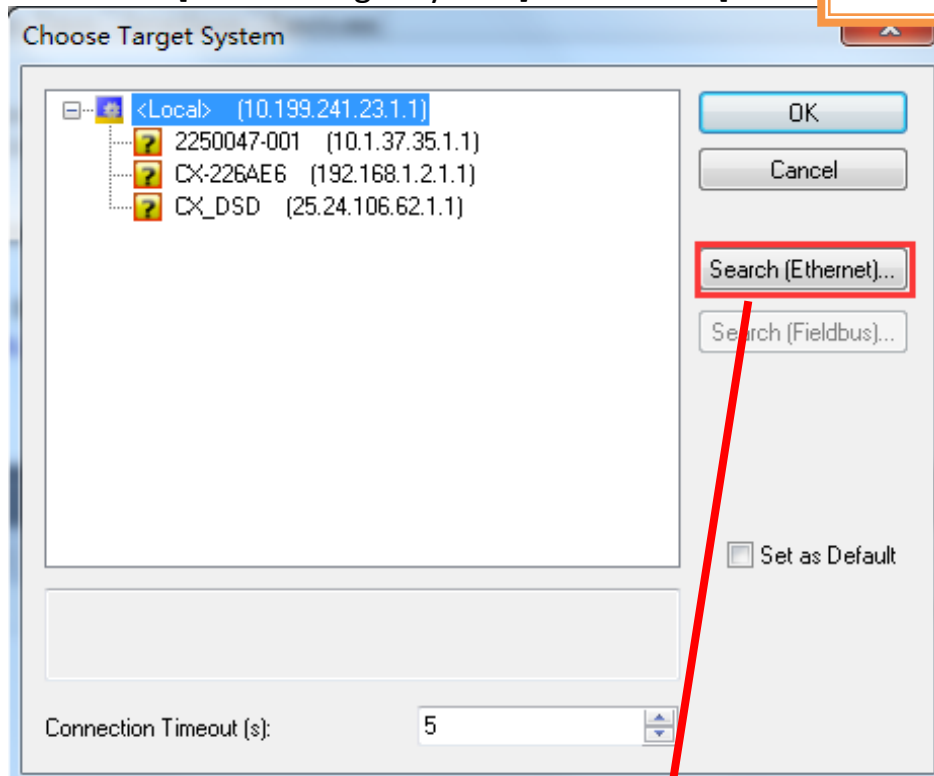 Choose Target System
<Local> (10.199.241.23.1.1)
2250047-001 (10.1.37.35.1.1)
CX-226AE6 (192.168.1.2.1.1)
CX_DSD (25.24.106.62.1.1)
OK
Cancel
Search (Ethernet)...
Search (Fieldbus)...
Set as Default
Connection Timeout (s): 5